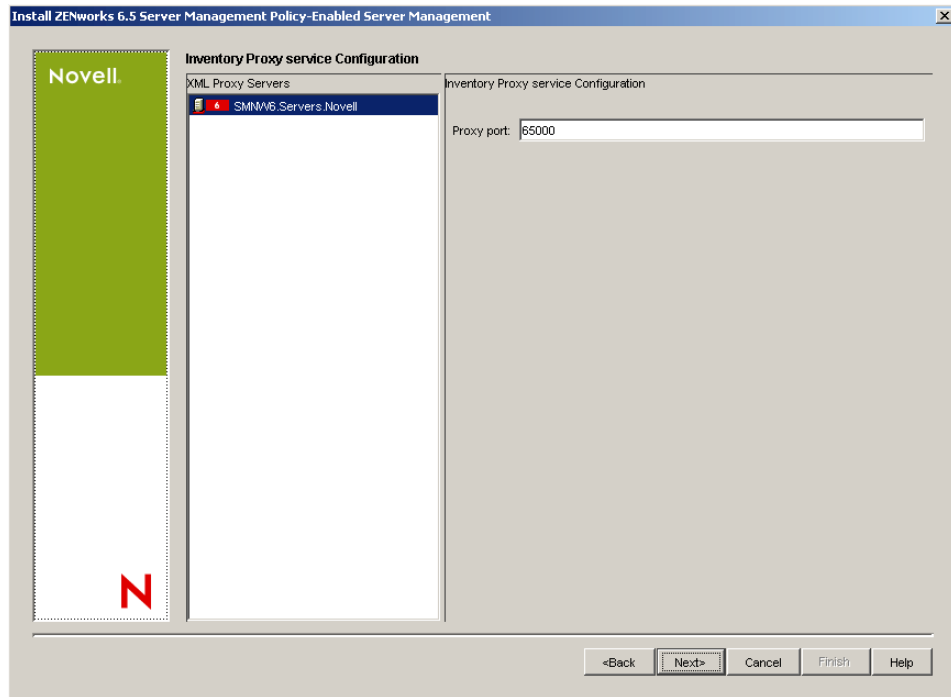 Install ZENworks 6.5 Server Management Policy-Enabled Server Management
Novell.
Inventory Proxy service Configuration
XML Proxy Servers
Inventory Proxy service Configuration
6 SMNW6.Servers.Novell
Proxy port: 65000
N
«Back Next» Cancel Finish Help